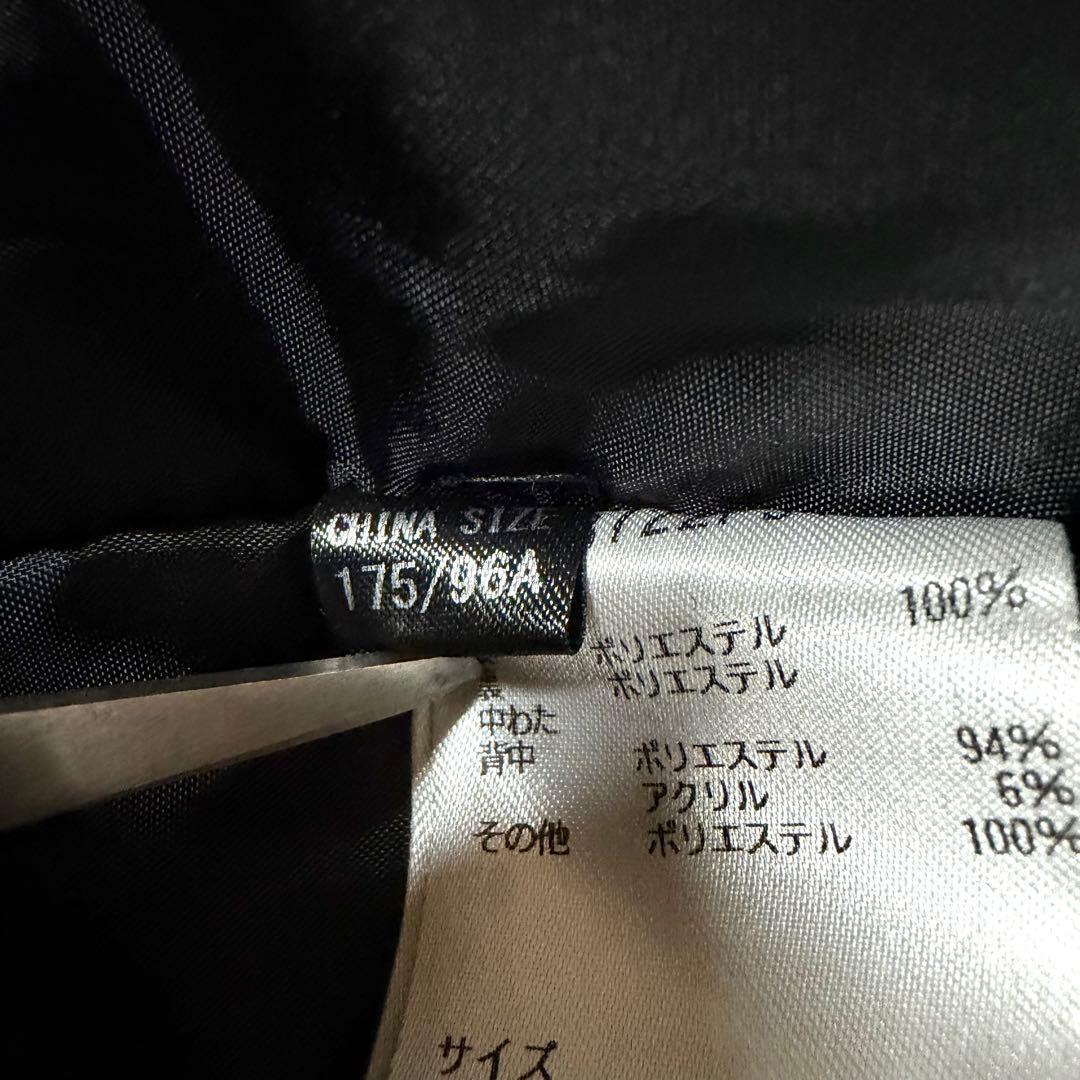 CHINA SIZE
175/96A
100%
ポリエステル
裏 ポリエステル
中わた
背中 ポリエステル 94%
アクリル 6%
その他 ポリエステル 100%
サイズ